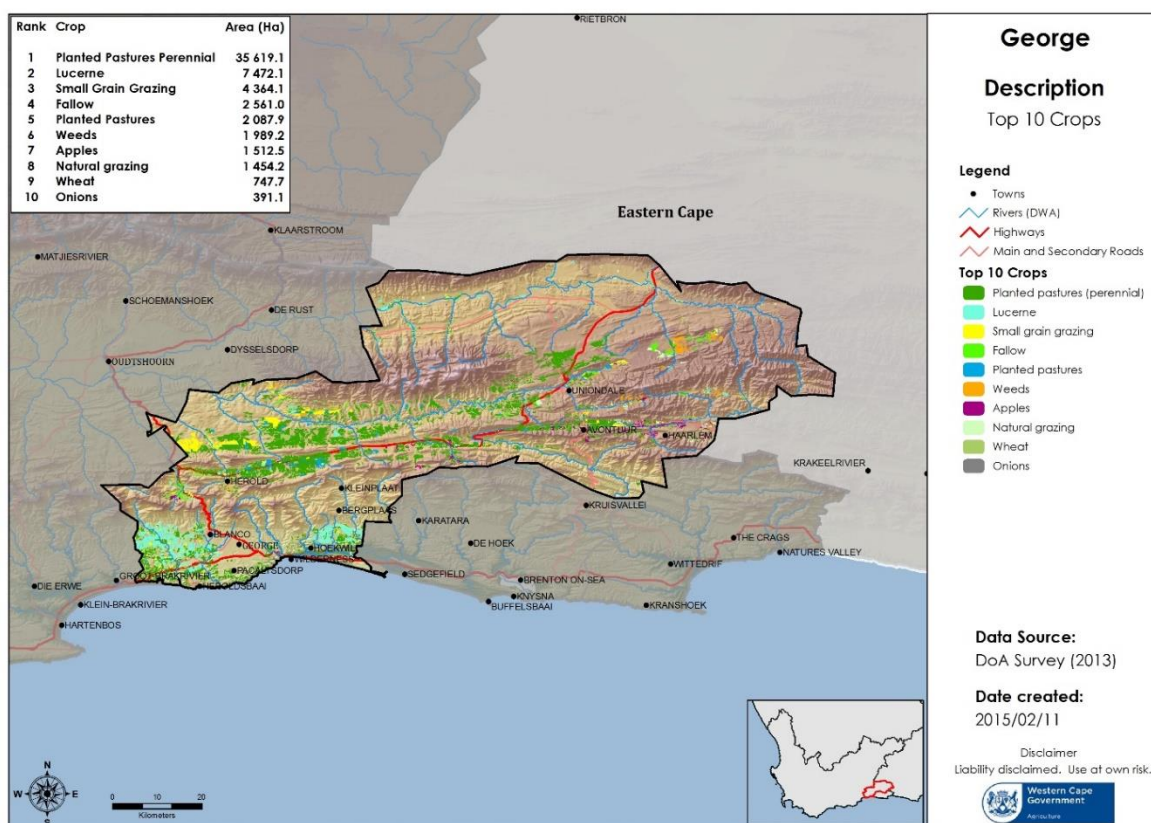 Rank Crop Area (Ha)
1 Planted Pastures Perennial 35 619.1
2 Lucerne 7 472.1
3 Small Grain Grazing 4 364.1
4 Fallow 2 561.0
5 Planted Pastures 2 087.9
6 Weeds 1 989.2
7 Apples 1 512.5
8 Natural grazing 1 454.2
9 Wheat 747.7
10 Onions 391.1
RIETBRON
Eastern Cape
KLAARSTROOM
MATJIESRIVIER
SCHOEMANSHOEK
DE RUST
DYSSELSDORP
OUDTSHOORN
UNIONDALE
AVONTUUR
HAARLEM
KRAKEELRIVIER
HEROLD
KLEINPLAAT
BERGPLAAS
KARATARA
KRUISVALLEI
BLANCO
GEORGE
HOEKWIL
DE HOEK
THE CRAGS
NATURES VALLEY
WILDERNESS
WITTEDRIF
PACALTSDORP
SEDGEFIELD
DIE ERWE
GROOT-BRAKRIVIER
HEROLDSBAAI
BRENTON ON-SEA
KNYSNA
BUFFELSBAAI
KRANSHOEK
KLEIN-BRAKRIVIER
HARTENBOS
N
W E
S
0 10 20
Kilometers
George
Description
Top 10 Crops
Legend
Towns
Rivers (DWA)
Highways
Main and Secondary Roads
Top 10 Crops
Planted pastures (perennial)
Lucerne
Small grain grazing
Fallow
Planted pastures
Weeds
Apples
Natural grazing
Wheat
Onions
Data Source:
DoA Survey (2013)
Date created:
2015/02/11
Disclaimer
Liability disclaimed. Use at own risk.
Western Cape
Government
Agriculture